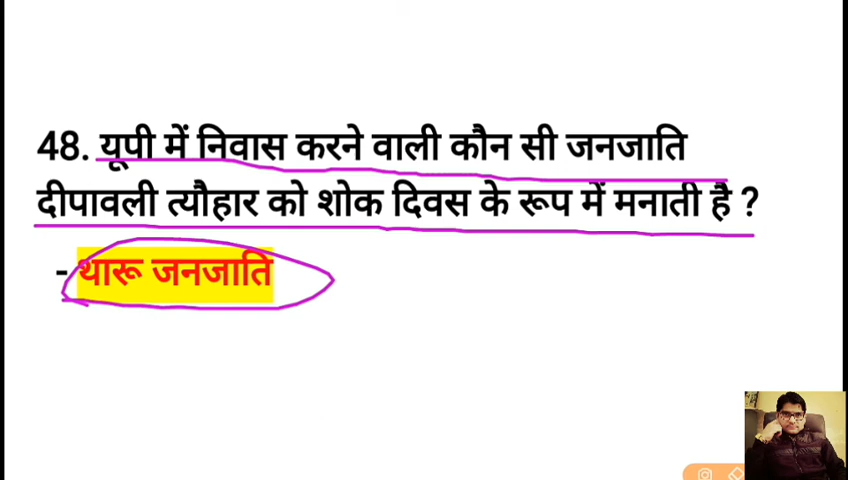 48. यूपी में निवास करने वाली कौन सी जनजाति
दीपावली त्यौहार को शोक दिवस के रूप में मनाती है ?
- थारू जनजाति